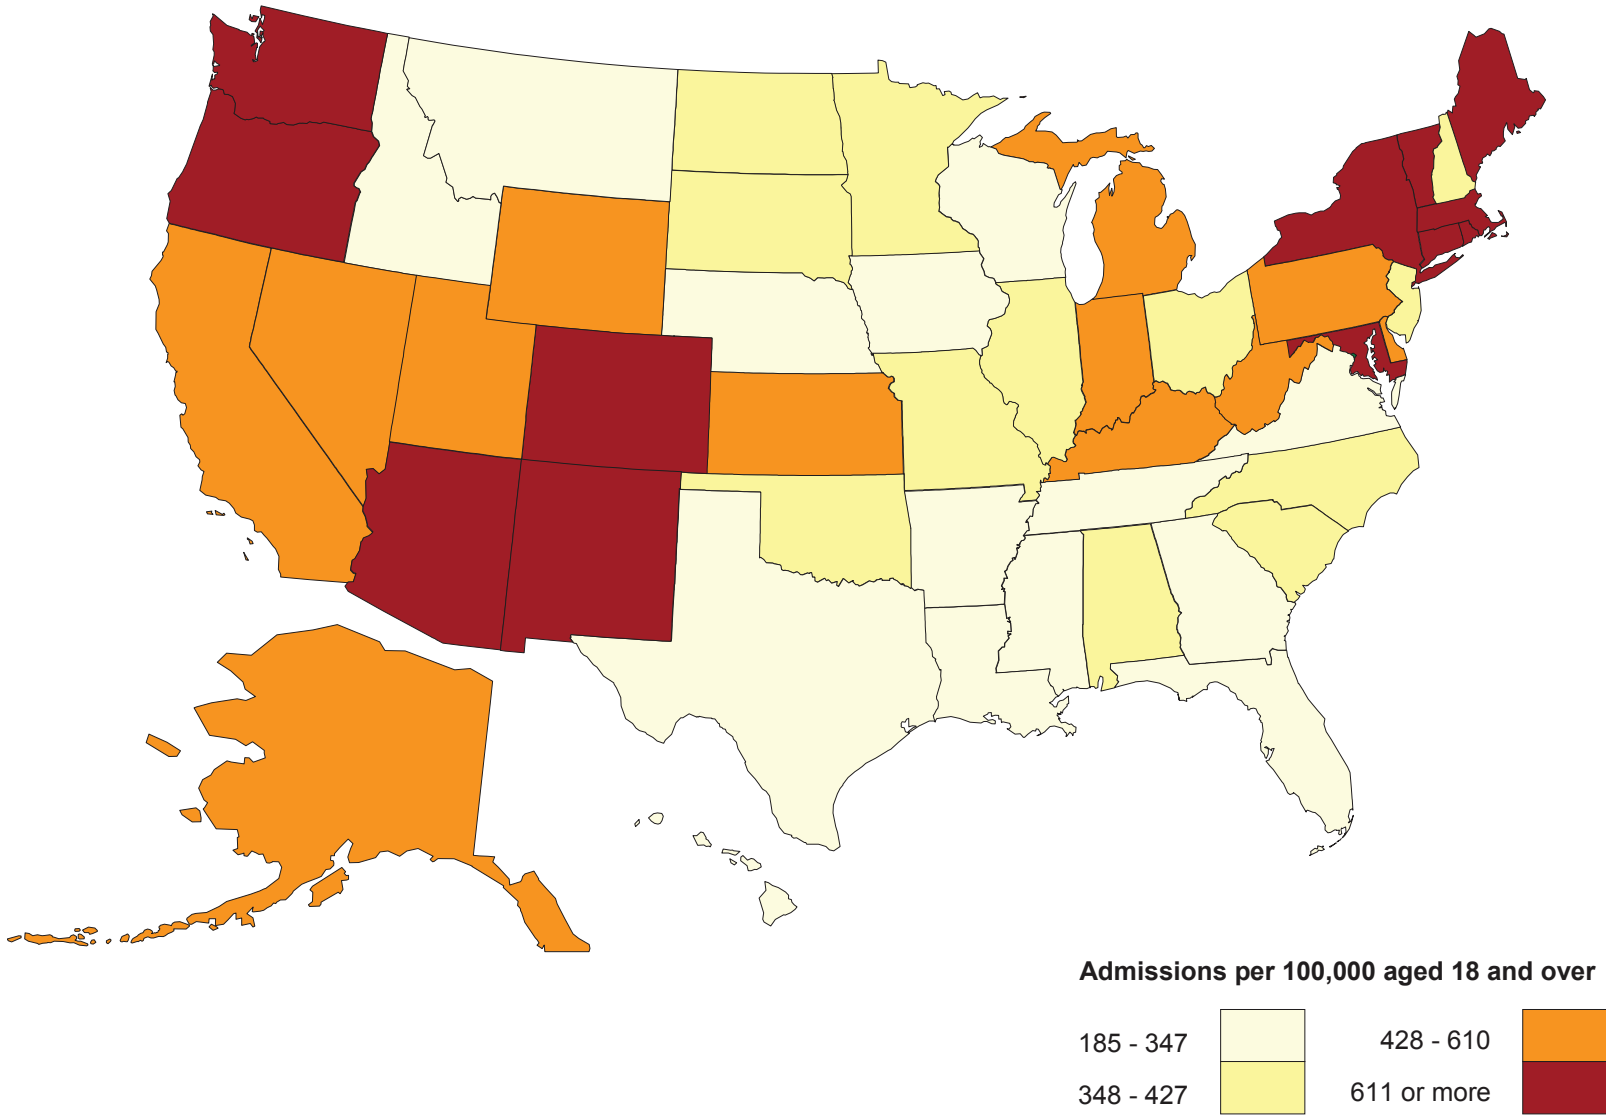 Admissions per 100,000 aged 18 and over
185 - 347
428 - 610
348 - 427
611 or more